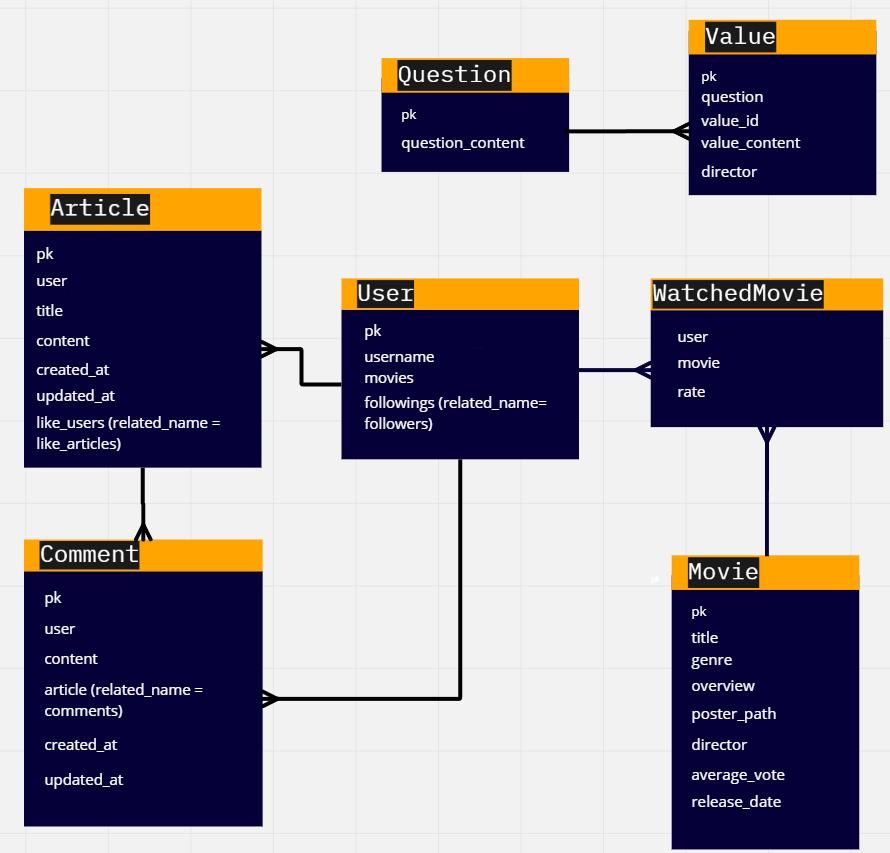 Question
pk
question_content
Value
pk
question
value_id
value_content
director
Article
pk
user
title
content
created_at
updated_at
like_users (related_name =
like_articles)
User
pk
username
movies
followings (related_name=
followers)
WatchedMovie
user
movie
rate
Comment
pk
user
content
article (related_name =
comments)
created_at
updated_at
Movie
pk
title
genre
overview
poster_path
director
average_vote
release_date